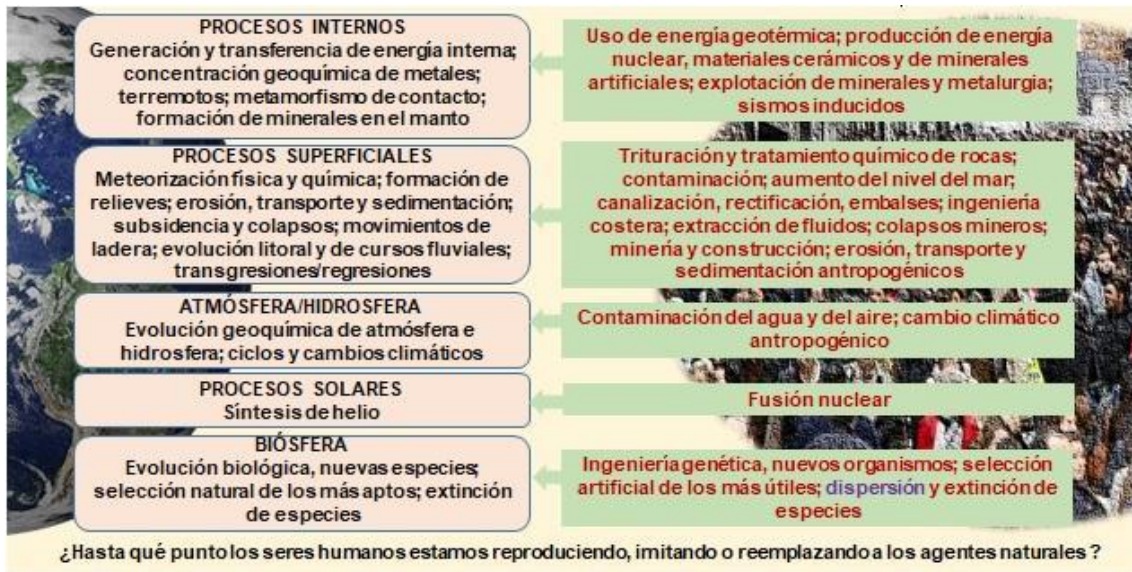 PROCESOS INTERNOS
Generación y transferencia de energía interna;
concentración geoquímica de metales;
terremotos; metamorfismo de contacto;
formación de minerales en el manto
Uso de energía geotérmica; producción de energía
nuclear, materiales cerámicos y de minerales
artificiales; explotación de minerales y metalurgia;
sismos inducidos
PROCESOS SUPERFICIALES
Meteorización física y química; formación de
relieves; erosión, transporte y sedimentación;
subsidencia y colapsos; movimientos de
ladera; evolución litoral y de cursos fluviales;
transgresiones/regresiones
Trituración y tratamiento químico de rocas;
contaminación; aumento del nivel del mar;
canalización, rectificación, embalses; ingeniería
costera; extracción de fluidos; colapsos mineros;
minería y construcción; erosión, transporte y
sedimentación antropogénicos
ATMÓSFERA/HIDROSFERA
Evolución geoquímica de atmósfera e
hidrosfera; ciclos y cambios climáticos
Contaminación del agua y del aire; cambio climático
antropogénico
PROCESOS SOLARES
Síntesis de helio
Fusión nuclear
BIÓSFERA
Evolución biológica, nuevas especies;
selección natural de los más aptos; extinción
de especies
Ingeniería genética, nuevos organismos; selección
artificial de los más útiles; dispersión y extinción de
especies
¿Hasta qué punto los seres humanos estamos reproduciendo, imitando o reemplazando a los agentes naturales ?